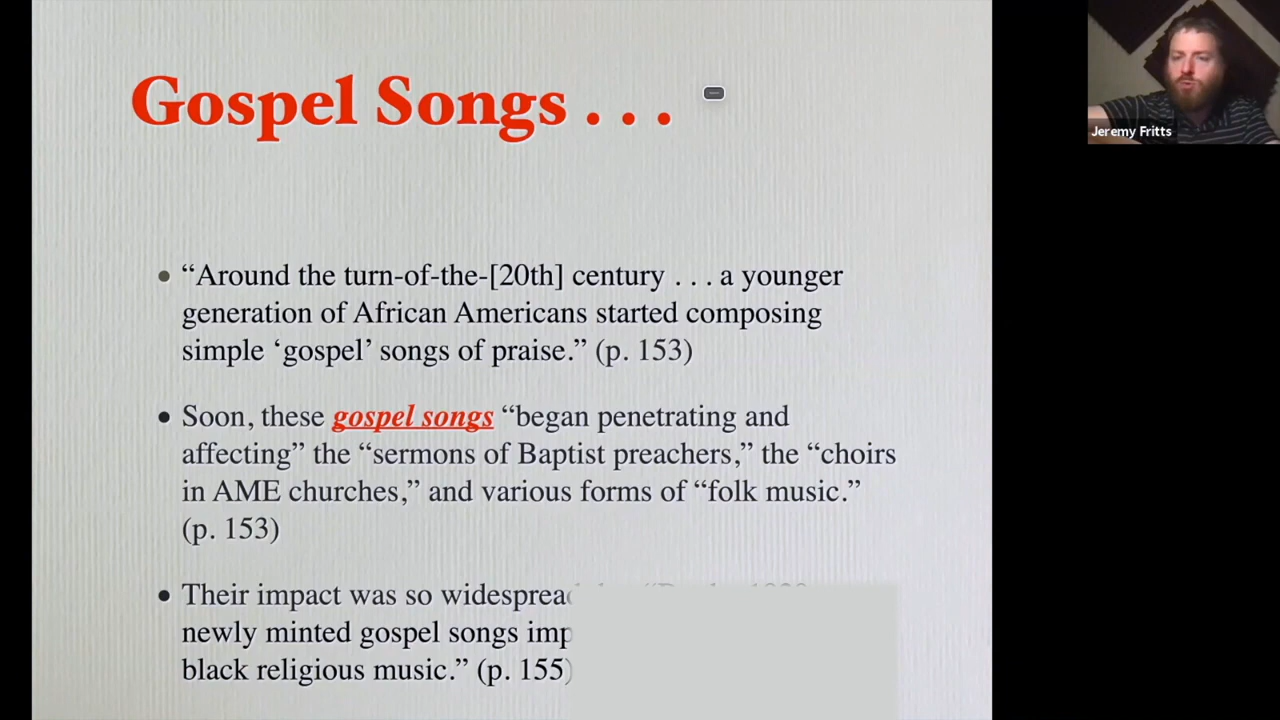 Gospel Songs . . .
Jeremy Fritts
• “Around the turn-of-the-[20th] century . . . a younger
generation of African Americans started composing
simple ‘gospel’ songs of praise.” (p. 153)
• Soon, these gospel songs “began penetrating and
affecting” the “sermons of Baptist preachers,” the “choirs
in AME churches,” and various forms of “folk music.”
(p. 153)
• Their impact was so widespread
newly minted gospel songs
black religious music.” (p. 155)